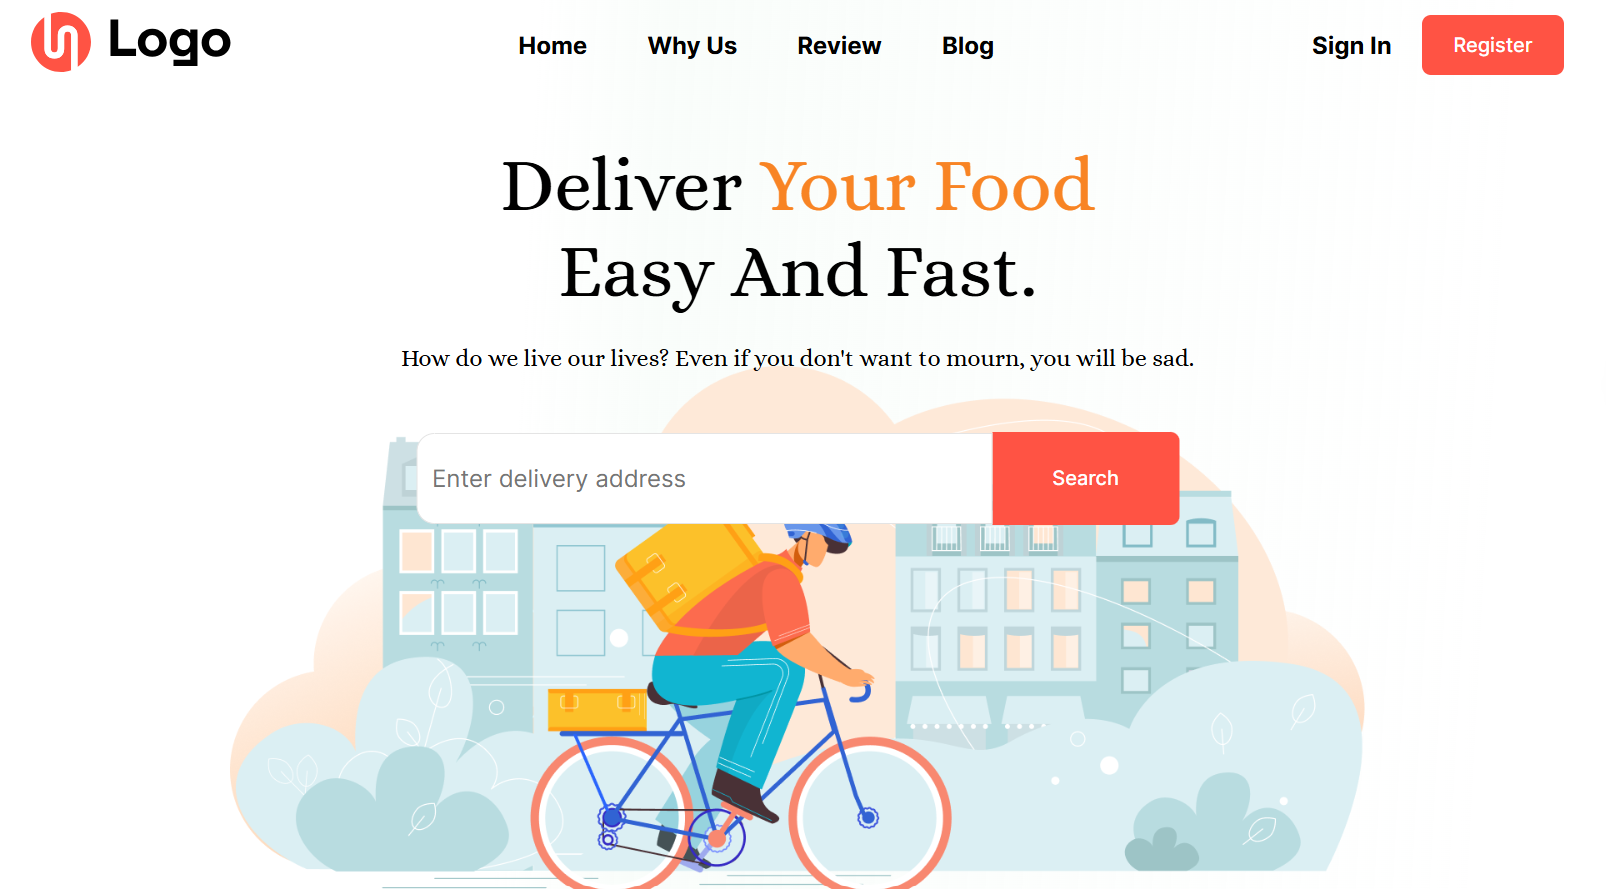 Logo
Home
Why Us
Review
Blog
Sign In
Register
Deliver Your Food
Easy And Fast.
How do we live our lives? Even if you don't want to mourn, you will be sad.
Enter delivery address
Search